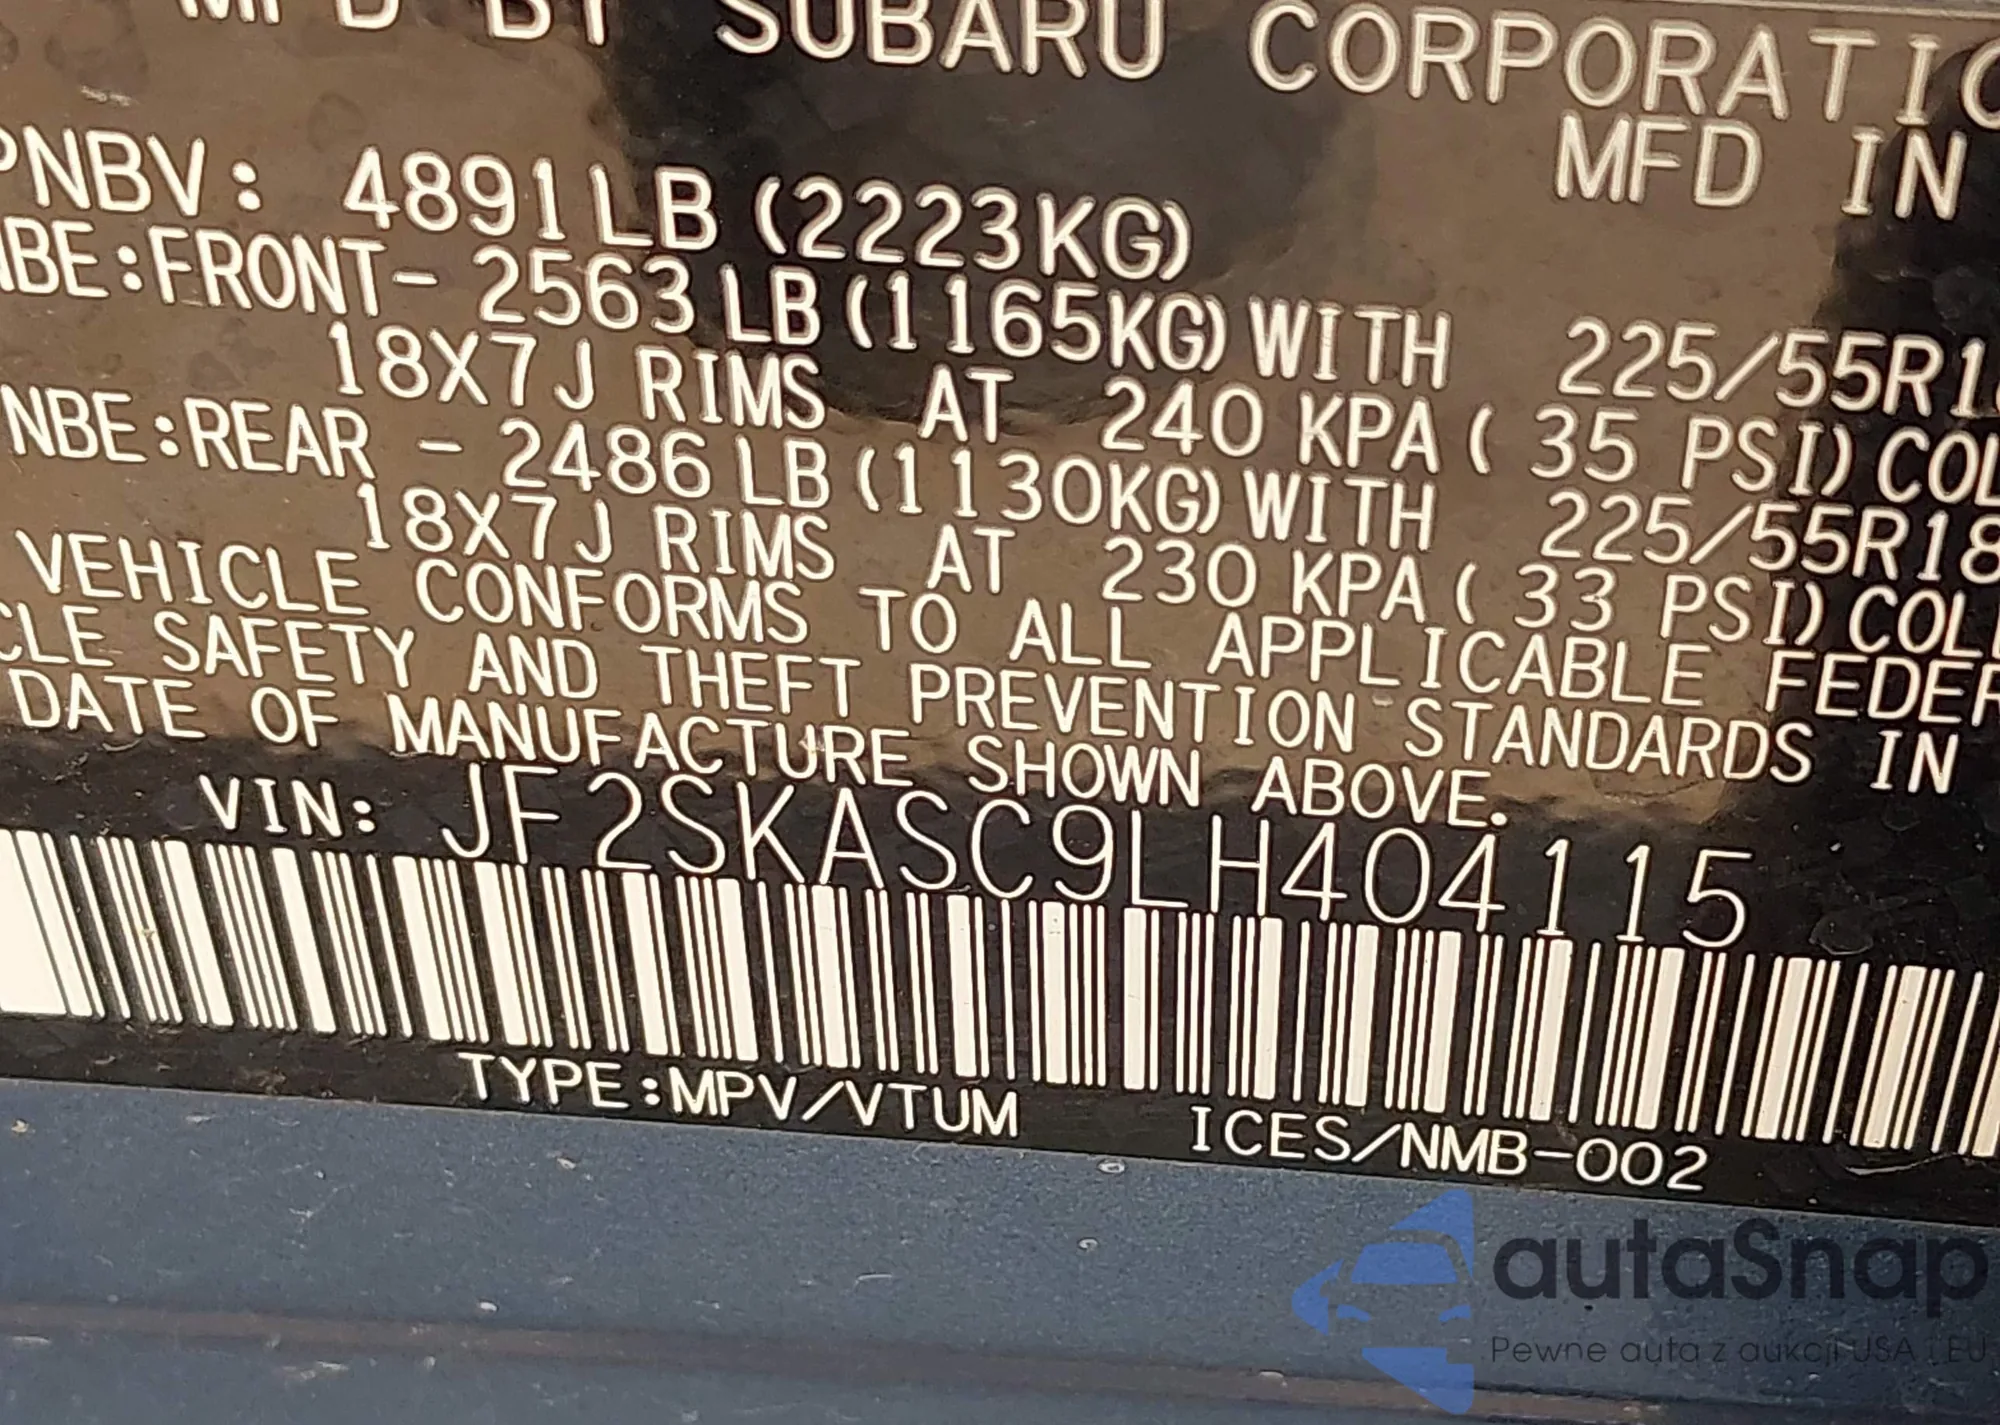 MFD BY SUBARU CORPORATIO
MFD IN
PNBV: 4891LB (2223KG)
NBE:FRONT- 2563 LB (1165KG) WITH 225/55R18
18X7J RIMS AT 240 KPA ( 35 PSI) COL
NBE:REAR - 2486 LB (1130KG) WITH 225/55R18
18X7J RIMS AT 230 KPA ( 33 PSI) COL
VEHICLE CONFORMS TO ALL APPLICABLE FEDER
CLE SAFETY AND THEFT PREVENTION STANDARDS IN
DATE OF MANUFACTURE SHOWN ABOVE.
VIN: JF2SKASC9LH404115
TYPE:MPV/VTUM ICES/NMB-002
autaSnap
Pewne auta z aukcji USA i EU